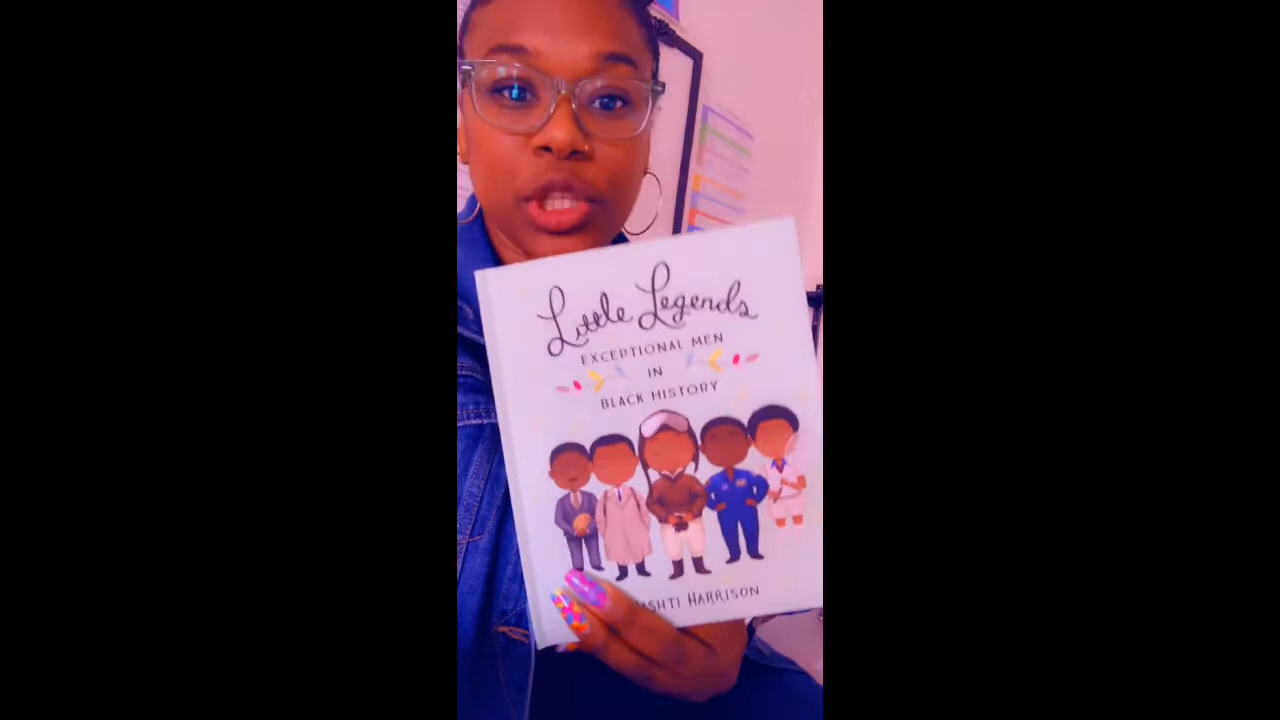 Little Legends
EXCEPTIONAL MEN
IN
BLACK HISTORY
HARRISON